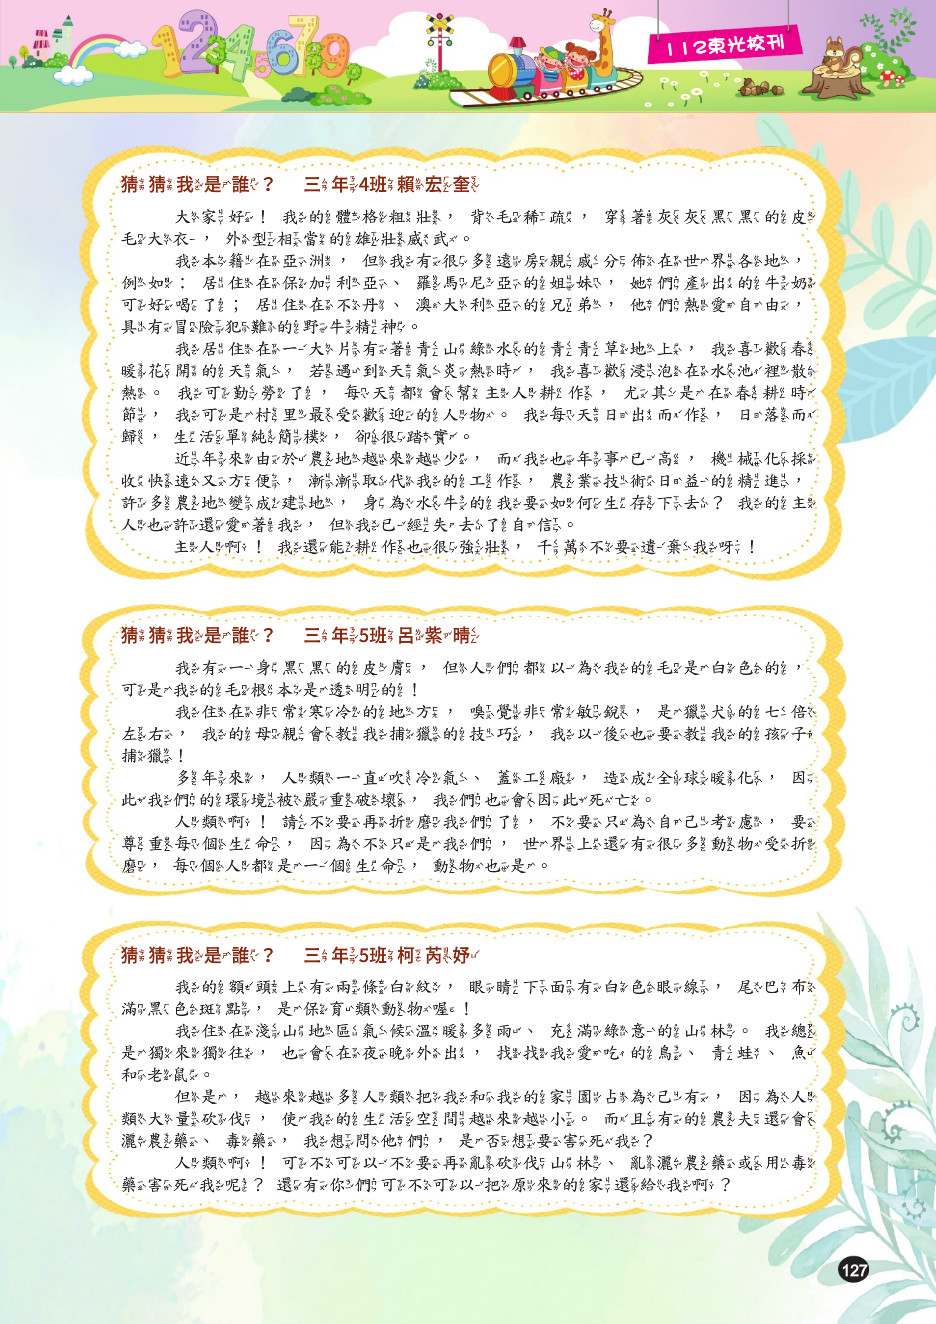 112東光校刊
猜猜我是誰？　三年4班賴宏奎
大家好！我的體格粗壯，背毛稀疏，穿著灰灰黑黑的皮
毛大衣，外型相當的雄壯威武。
我本籍在亞洲，但我有很多遠房親戚分佈在世界各地，
例如：居住在保加利亞、羅馬尼亞的姐妹，她們產出的牛奶
可好喝了；居住在不丹、澳大利亞的兄弟，他們熱愛自由，
具有冒險犯難的野牛精神。
我居住在一大片有著青山綠水的青青草地上，我喜歡春
暖花開的天氣，若遇到天氣炎熱時，我喜歡浸泡在水池裡散
熱。我可勤勞了，每天都會幫主人耕作，尤其是在春耕時
節，我可是村里最受歡迎的人物。我每天日出而作，日落而
歸，生活單純簡樸，卻很踏實。
近年來由於農地越來越少，而我也年事已高，機械化採
收快速又方便，漸漸取代我的工作，農業技術日益的精進，
許多農地變成建地，身為水牛的我要如何生存下去？我的主
人也許還愛著我，但我已經失去了自信。
主人啊！我還能耕作也很強壯，千萬不要遺棄我呀！
猜猜我是誰？　三年5班呂紫晴
我有一身黑黑的皮膚，但人們都以為我的毛是白色的，
可是我的毛根本是透明的！
我住在非常寒冷的地方，嗅覺非常敏銳，是獵犬的七倍
左右，我的母親會教我捕獵的技巧，我以後也要教我的孩子
捕獵！
多年來，人類一直吹冷氣、蓋工廠，造成全球暖化，因
此我們的環境被嚴重破壞，我們也會因此死亡。
人類啊！請不要再折磨我們了，不要只為自己考慮，要
尊重每個生命，因為不只是我們，世界上還有很多動物受折
磨，每個人都是一個生命，動物也是。
猜猜我是誰？　三年5班柯芮妤
我的額頭上有兩條白紋，眼睛下面有白色眼線，尾巴布
滿黑色斑點，是保育類動物喔！
我住在淺山地區氣候溫暖多雨、充滿綠意的山林。我總
是獨來獨往，也會在夜晚外出，找找我愛吃的鳥、青蛙、魚
和老鼠。
但是，越來越多人類把我和我的家園占為己有，因為人
類大量砍伐，使我的生活空間越來越小。而且有的農夫還會
灑農藥、毒藥，我想問他們，是否想要害死我？
人類啊！可不可以不要再亂砍伐山林、亂灑農藥或用毒
藥害死我呢？還有你們可不可以把原來的家還給我啊？
127